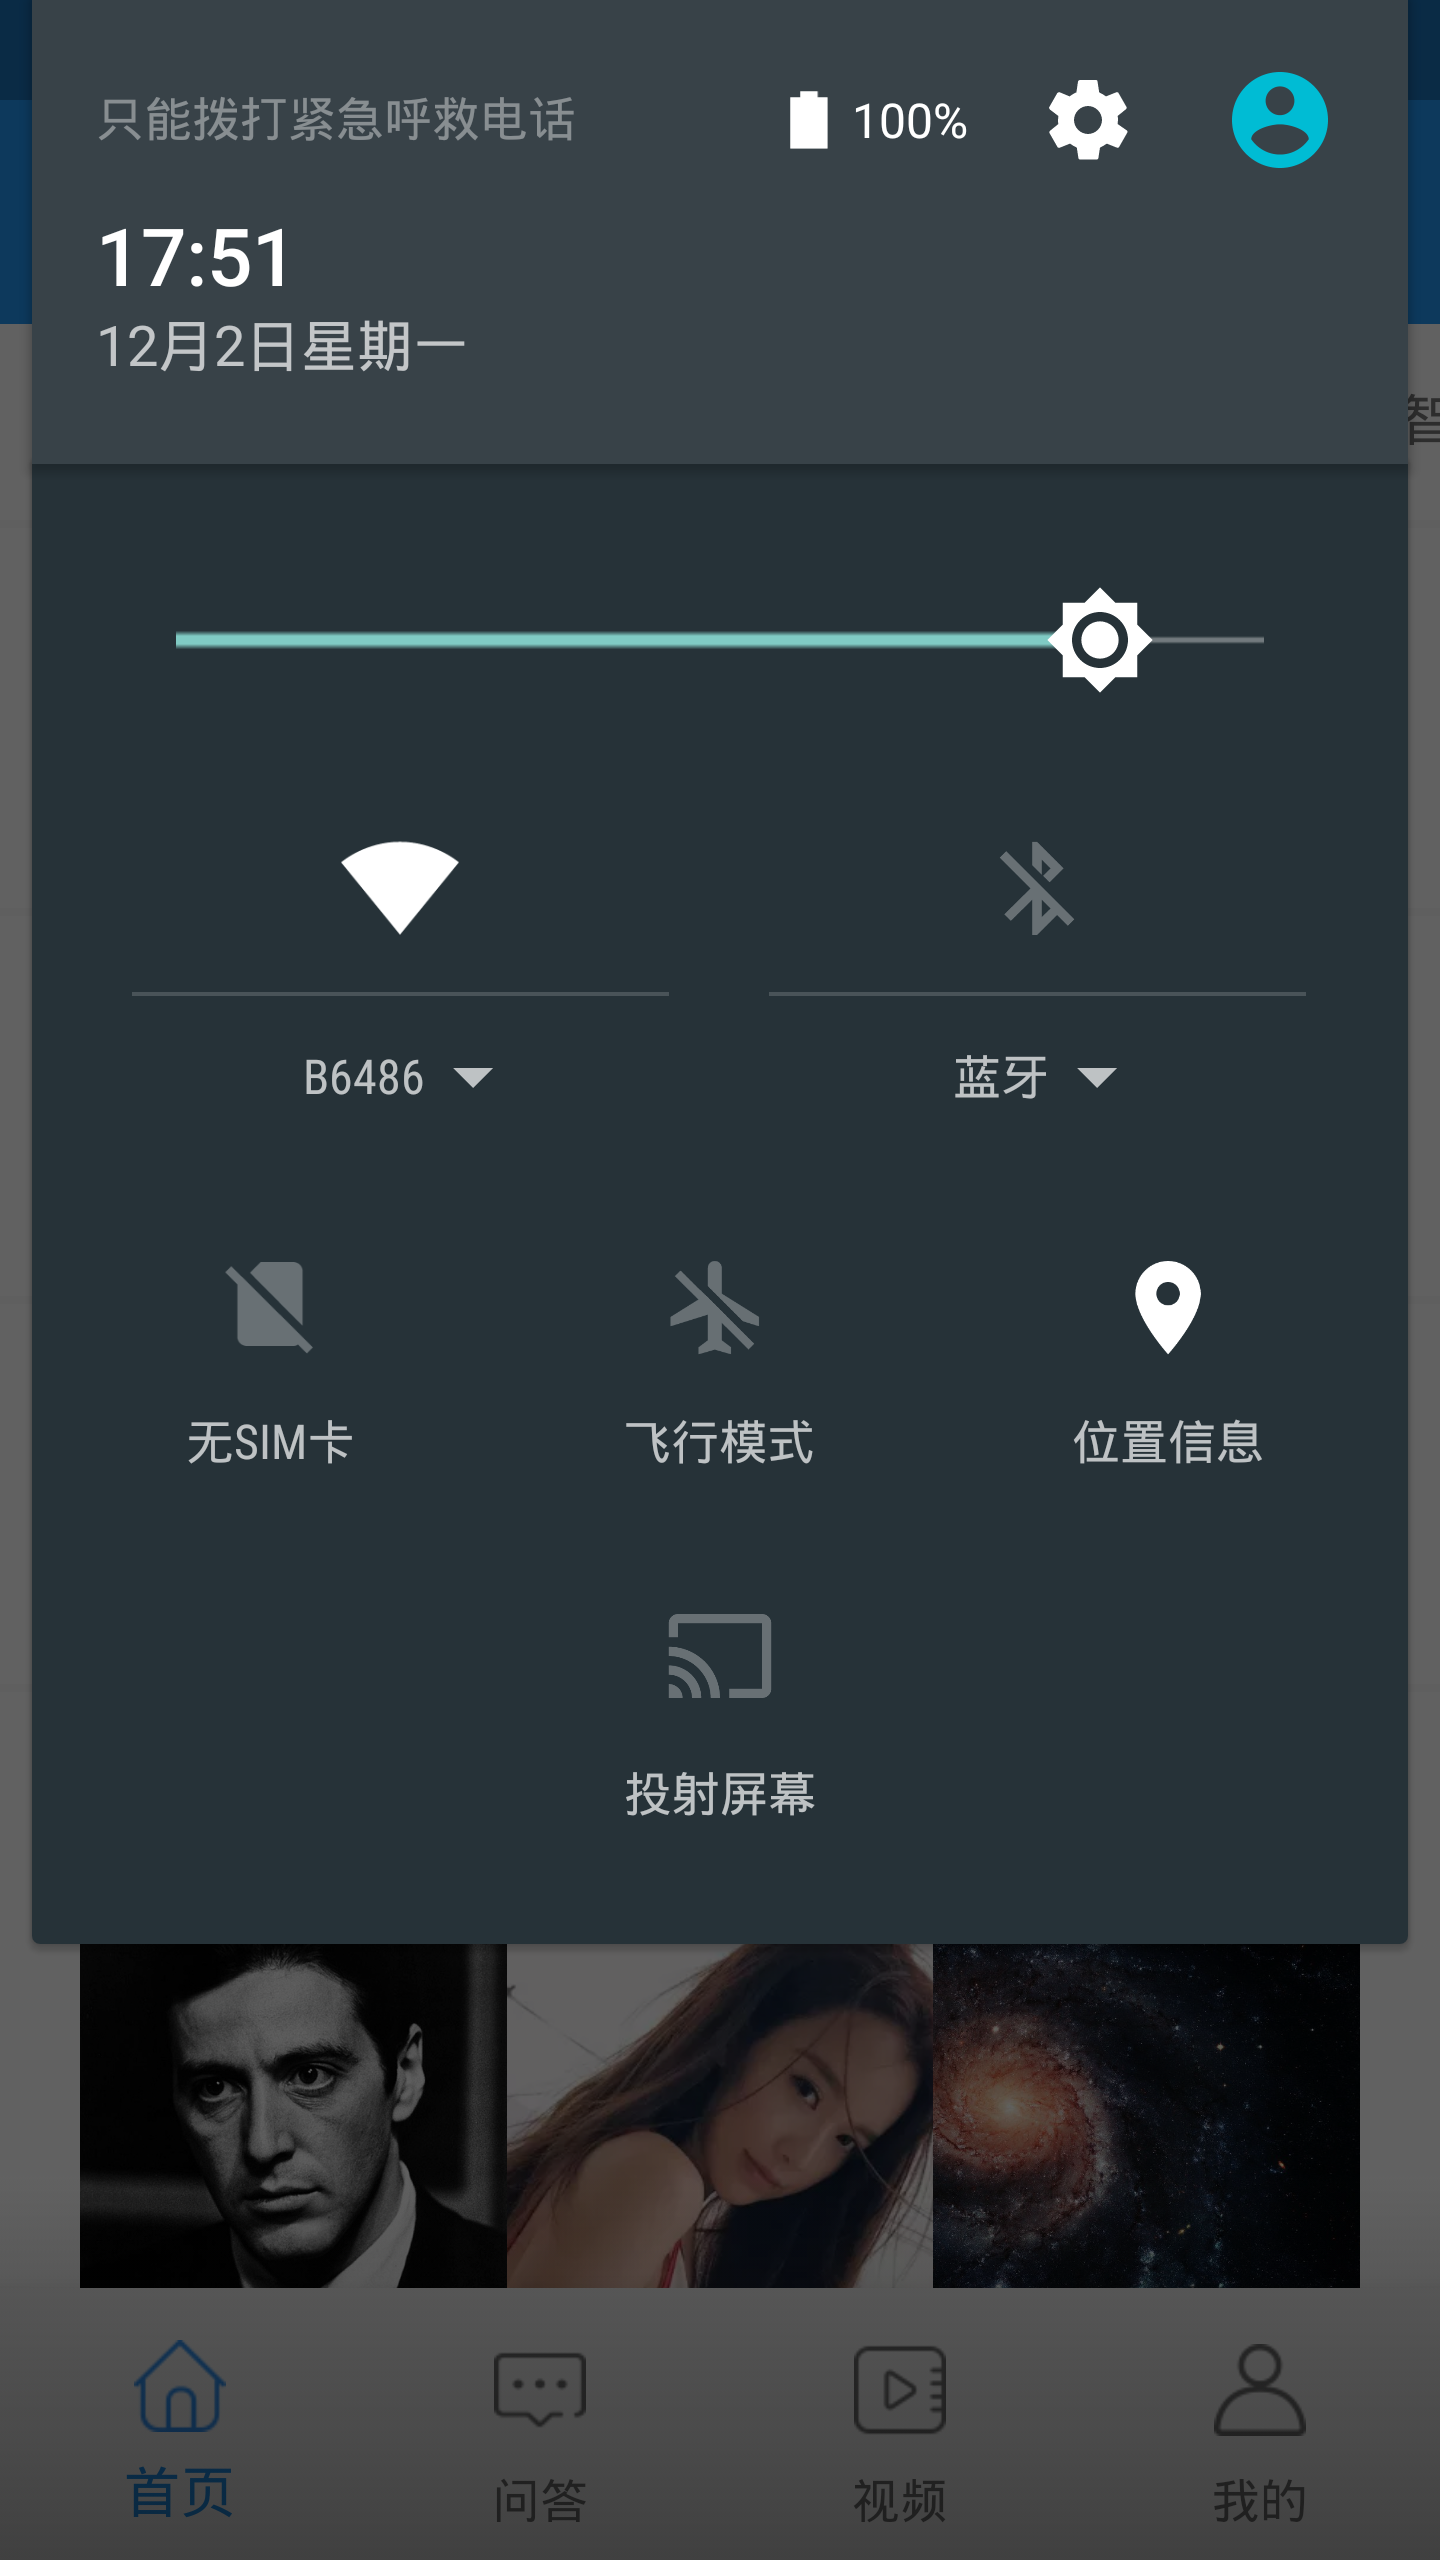 只能拨打紧急呼救电话
100%
17:51
12月2日星期一
智
B6486
蓝牙
无SIM卡
飞行模式
位置信息
投射屏幕
首页
问答
视频
我的